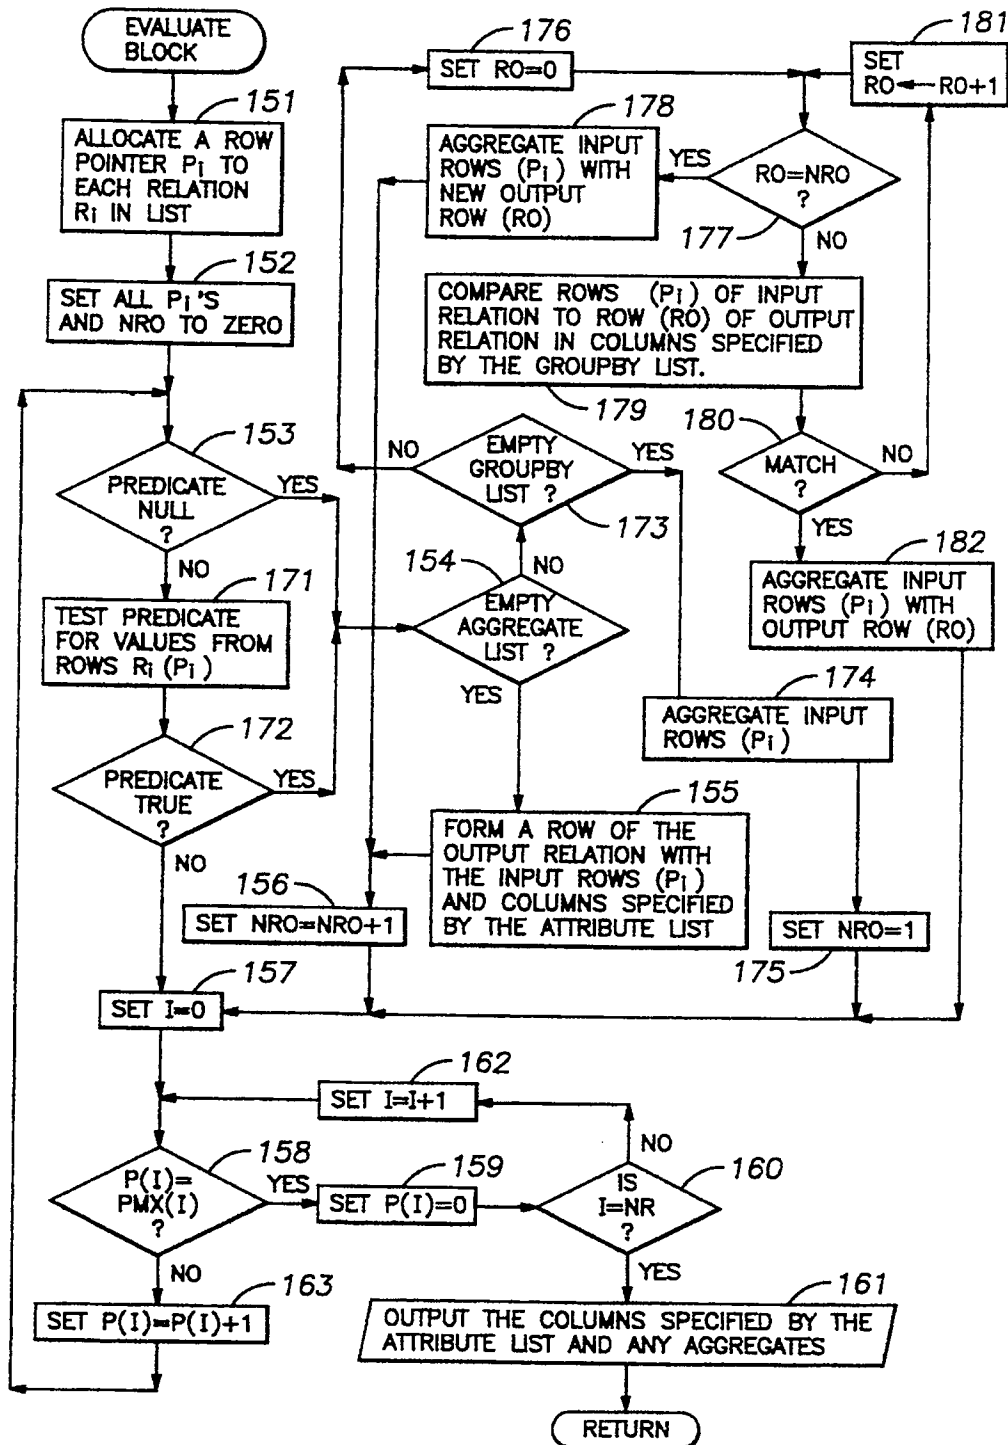 EVALUATE
BLOCK
151
ALLOCATE A ROW
POINTER Pi TO
EACH RELATION
Ri IN LIST
152
SET ALL Pi'S
AND NRO TO ZERO
153
PREDICATE
NULL
?
YES
NO
171
TEST PREDICATE
FOR VALUES FROM
ROWS Ri (Pi)
172
PREDICATE
TRUE
?
YES
NO
176
SET RO=0
181
SET
RO ← RO+1
178
AGGREGATE INPUT
ROWS (Pi) WITH
NEW OUTPUT
ROW (RO)
YES
RO=NRO
?
177
NO
COMPARE ROWS (Pi) OF INPUT
RELATION TO ROW (RO) OF OUTPUT
RELATION IN COLUMNS SPECIFIED
BY THE GROUPBY LIST.
179
180
MATCH
?
NO
YES
182
AGGREGATE INPUT
ROWS (Pi) WITH
OUTPUT ROW (RO)
NO
EMPTY
GROUPBY
LIST ?
YES
173
154
NO
EMPTY
AGGREGATE
LIST ?
YES
174
AGGREGATE INPUT
ROWS (Pi)
155
FORM A ROW OF THE
OUTPUT RELATION WITH
THE INPUT ROWS (Pi)
AND COLUMNS SPECIFIED
BY THE ATTRIBUTE LIST
156
SET NRO=NRO+1
SET NRO=1
175
157
SET I=0
162
SET I=I+1
158
P(I)=
PMX(I)
?
YES
NO
159
SET P(I)=0
NO
160
IS
I=NR
?
YES
163
SET P(I)=P(I)+1
161
OUTPUT THE COLUMNS SPECIFIED BY THE
ATTRIBUTE LIST AND ANY AGGREGATES
RETURN